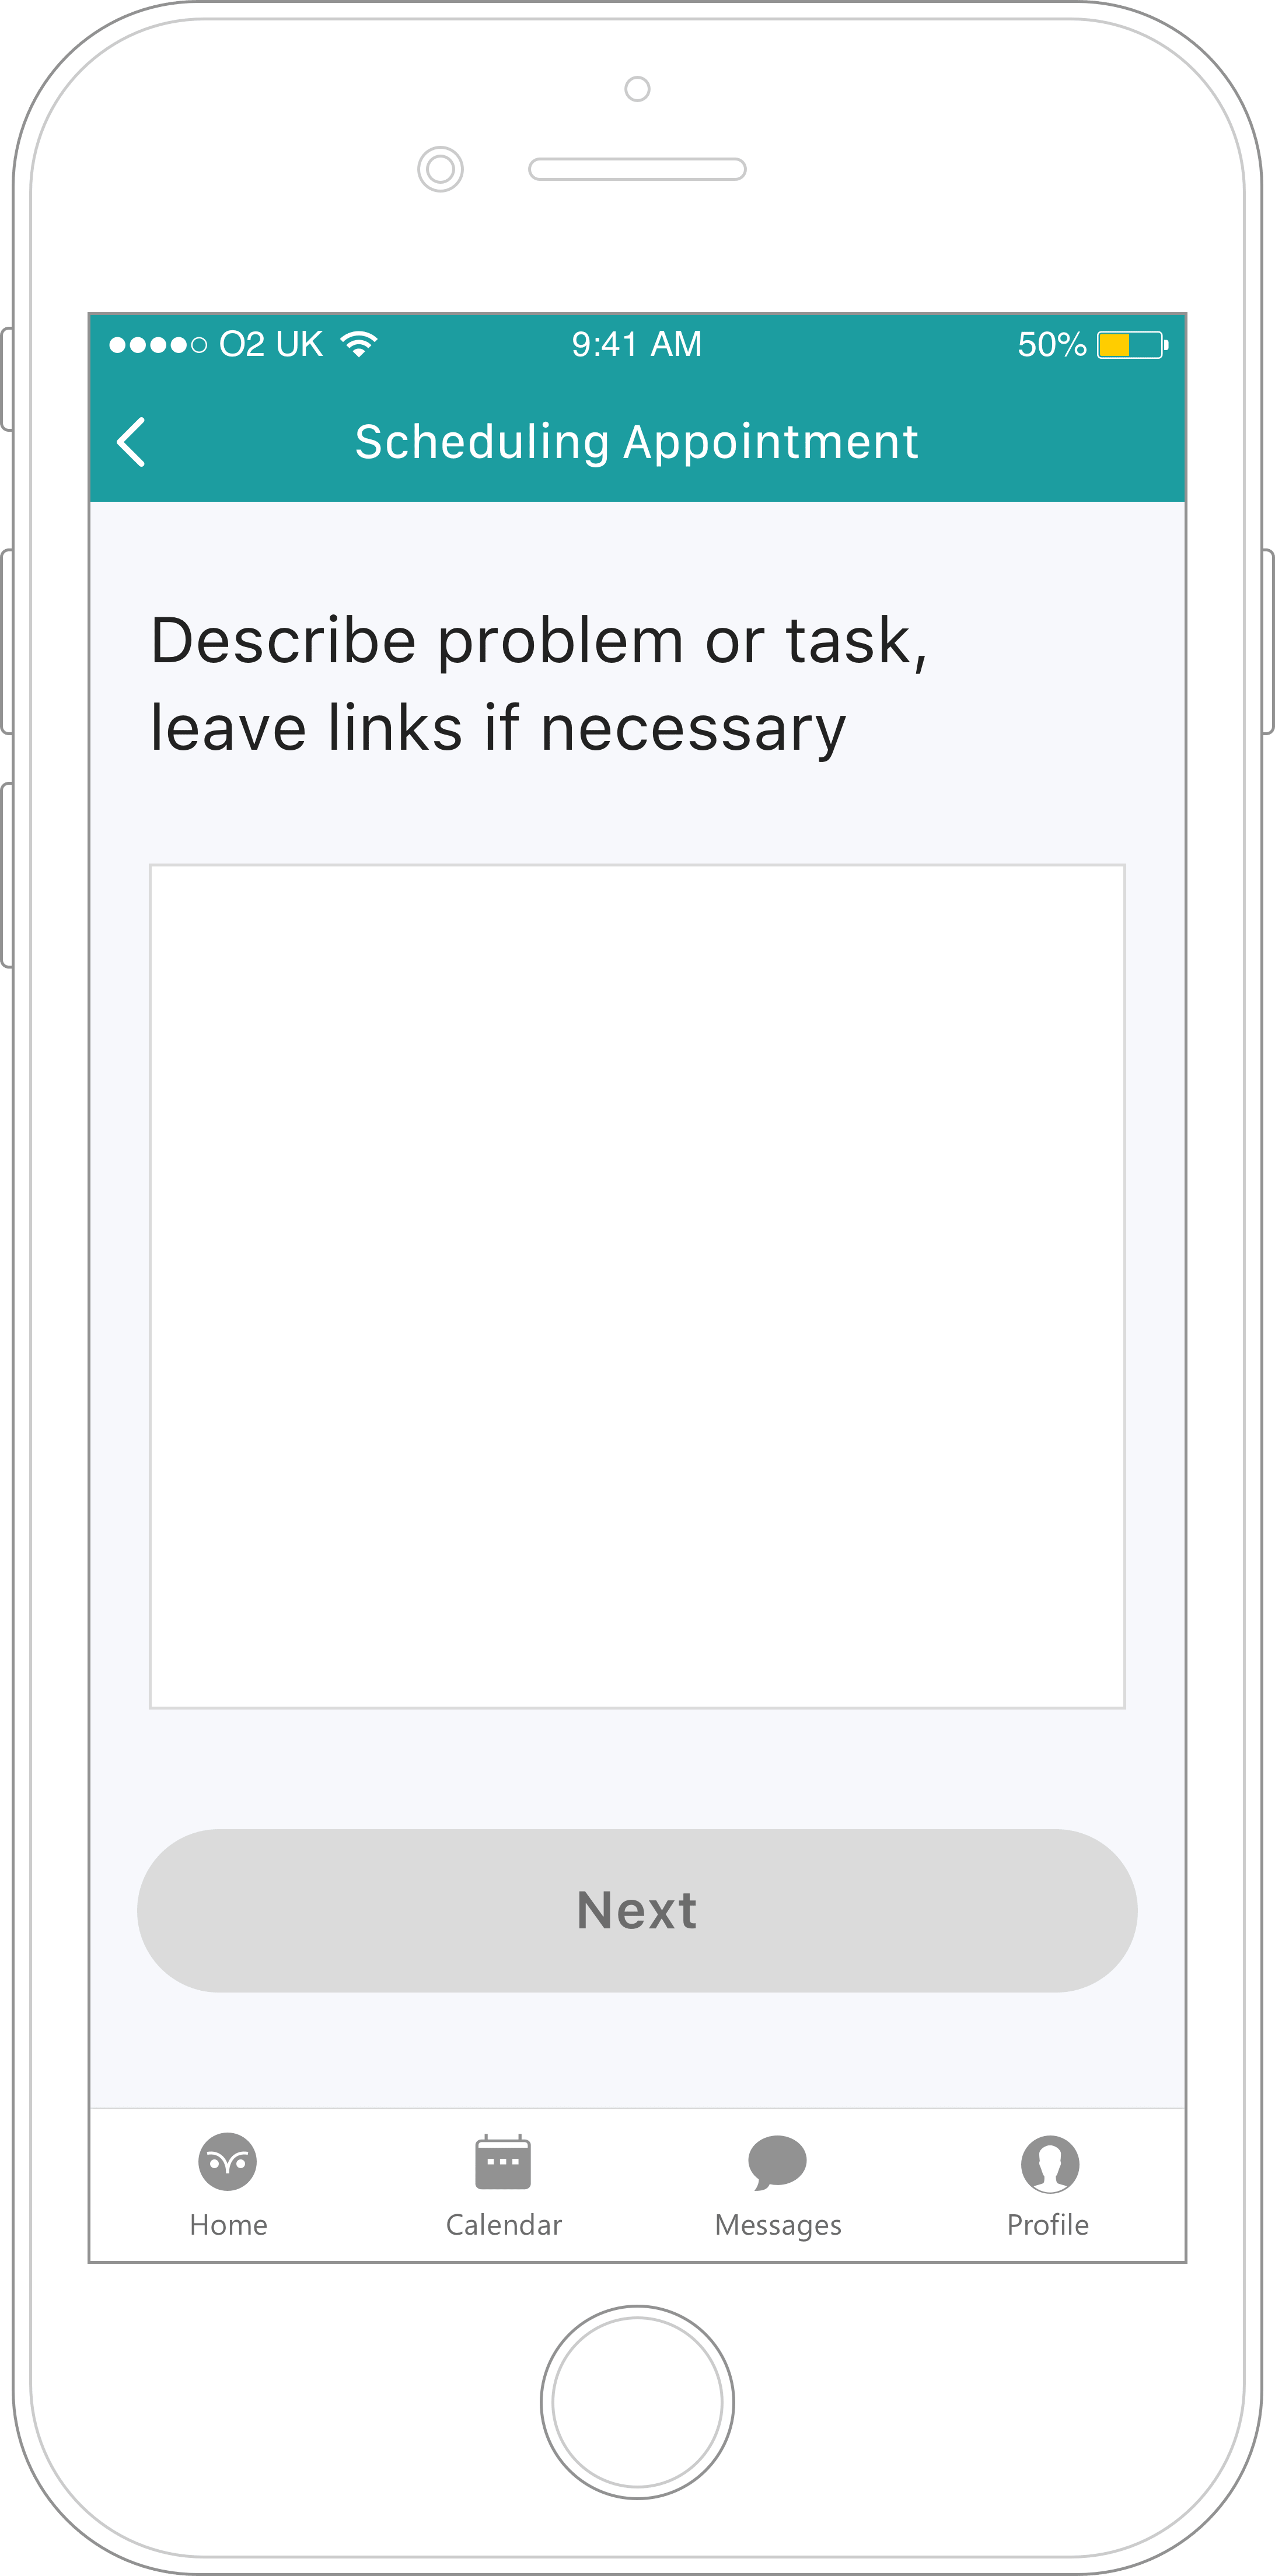 O2 UK 9:41 AM 50%
Scheduling Appointment
Describe problem or task,
leave links if necessary
Next
Home Calendar Messages Profile